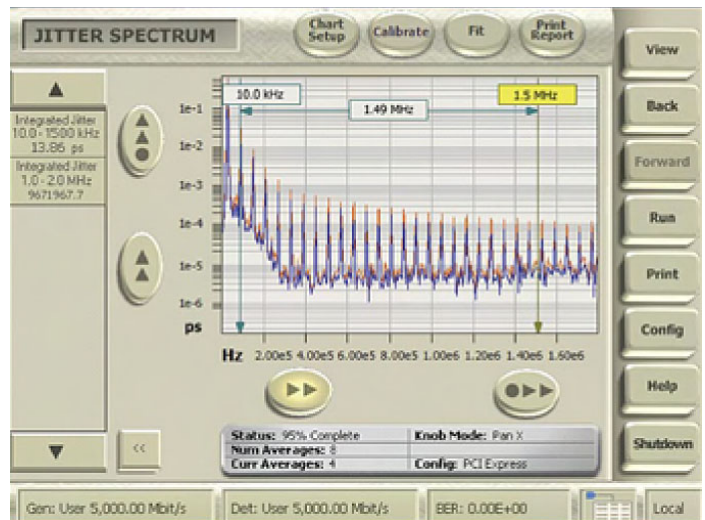 JITTER SPECTRUM
Chart Setup
Calibrate
Fit
Print Report
View
Back
Forward
Run
Print
Config
Help
Shutdown
Integrated Jitter
10.0 - 1500 kHz
13.86 ps
Integrated Jitter
1.0 - 2.0 MHz
9671967.7
10.0 kHz
1.49 MHz
1.5 MHz
1e-1
1e-2
1e-3
1e-4
1e-5
1e-6
ps
Hz 2.00e5 4.00e5 6.00e5 8.00e5 1.00e6 1.20e6 1.40e6 1.60e6
<<
Status: 95% Complete
Knob Mode: Pan X
Num Averages: 8
Curr Averages: 4
Config: PCI Express
Gen: User 5,000.00 Mbit/s
Det: User 5,000.00 Mbit/s
BER: 0.00E+00
Local